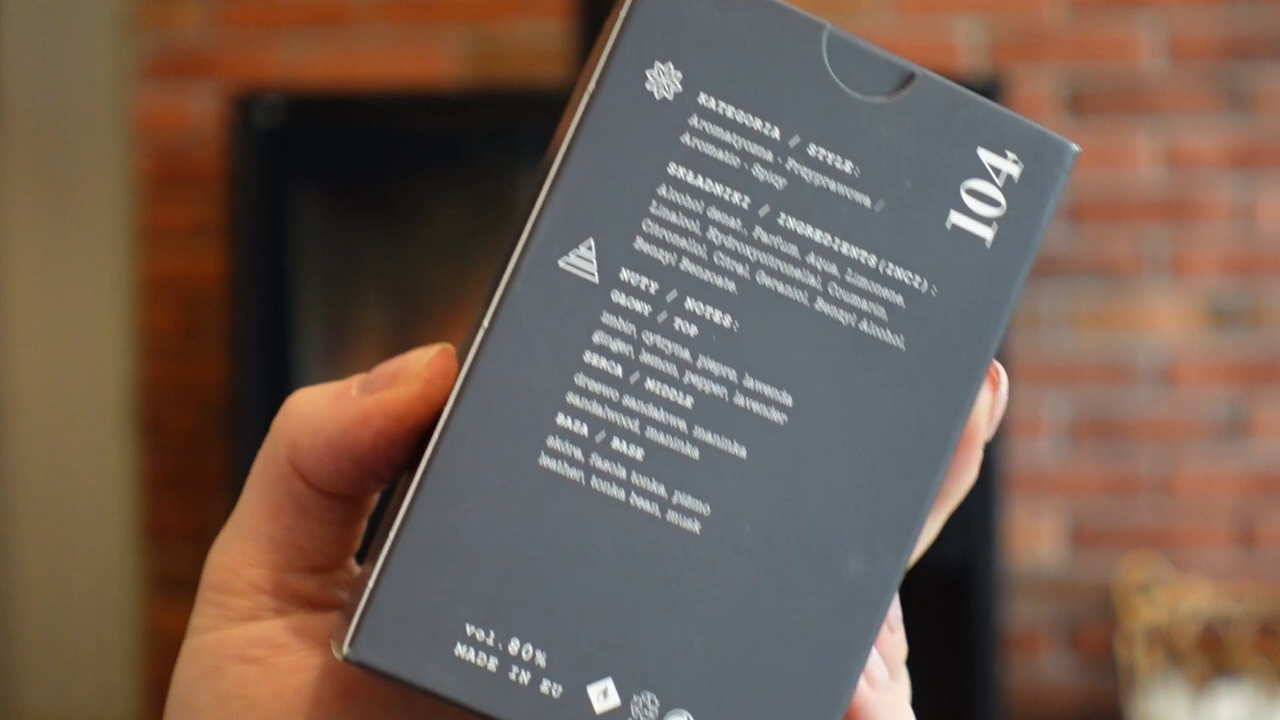 104.
KATEGORIA / STYLE:
Aromatyczna - Przyprawowa /
Aromatic - Spicy
SKŁADNIKI / INGREDIENTS (INCI):
Alcohol denat., Parfum, Aqua, Limonene,
Linalool, Hydroxycitronellal, Coumarin,
Citronellol, Citral, Geraniol, Benzyl Alcohol,
Benzyl Benzoate.
NUTY / NOTES:
GŁOWY / TOP
imbir, cytryna, pieprz, lawenda
ginger, lemon, pepper, lavender
SERCA / MIDDLE
drzewo sandałowe, maninka
sandalwood, maninka
BAZA / BASE
skóra, fasola tonka, piżmo
leather, tonka bean, musk
vol. 80%
MADE IN EU